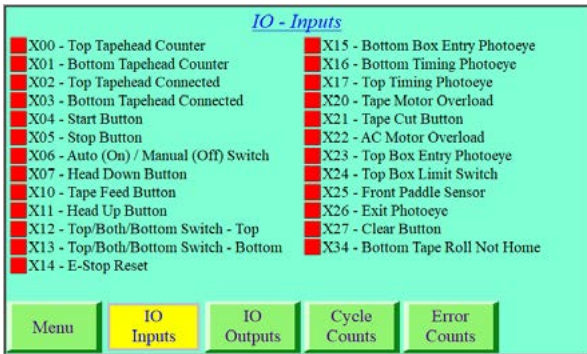 IO - Inputs
X00 - Top Tapehead Counter
X01 - Bottom Tapehead Counter
X02 - Top Tapehead Connected
X03 - Bottom Tapehead Connected
X04 - Start Button
X05 - Stop Button
X06 - Auto (On) / Manual (Off) Switch
X07 - Head Down Button
X10 - Tape Feed Button
X11 - Head Up Button
X12 - Top/Both/Bottom Switch - Top
X13 - Top/Both/Bottom Switch - Bottom
X14 - E-Stop Reset
X15 - Bottom Box Entry Photoeye
X16 - Bottom Timing Photoeye
X17 - Top Timing Photoeye
X20 - Tape Motor Overload
X21 - Tape Cut Button
X22 - AC Motor Overload
X23 - Top Box Entry Photoeye
X24 - Top Box Limit Switch
X25 - Front Paddle Sensor
X26 - Exit Photoeye
X27 - Clear Button
X34 - Bottom Tape Roll Not Home
Menu
IO
Inputs
IO
Outputs
Cycle
Counts
Error
Counts